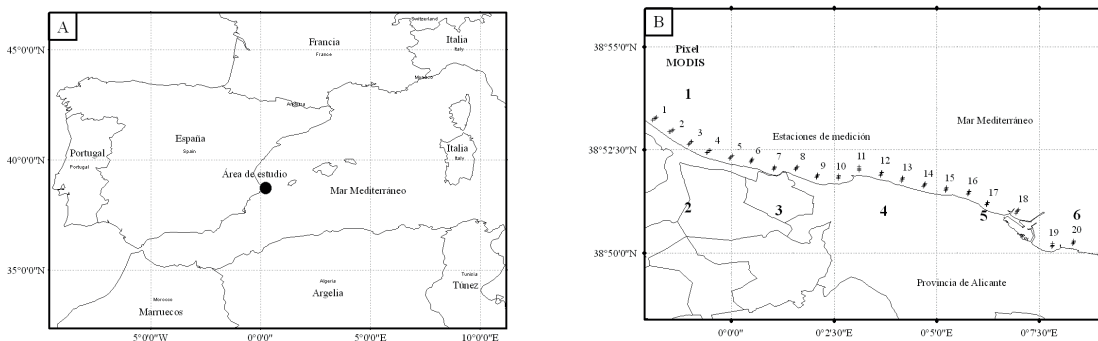 A
45°0'0"N
40°0'0"N
35°0'0"N
5°0'0"W
0°0'0"
5°0'0"E
10°0'0"E
Switzerland
Francia
France
Italia
Italy
Monaco
Andorra
España
Spain
Portugal
Portugal
Italia
Italy
Área de estudio
Mar Mediterráneo
Algeria
Argelia
Tunisia
Túnez
Morocco
Marruecos
B
38°55'0"N
38°52'30"N
38°50'0"N
0°0'0"
0°2'30"E
0°5'0"E
0°7'30"E
Pixel
MODIS
1
Mar Mediterráneo
Estaciones de medición
1
2
3
4
5
6
7
8
9
10
11
12
13
14
15
16
17
18
19
20
2
3
4
5
6
Provincia de Alicante